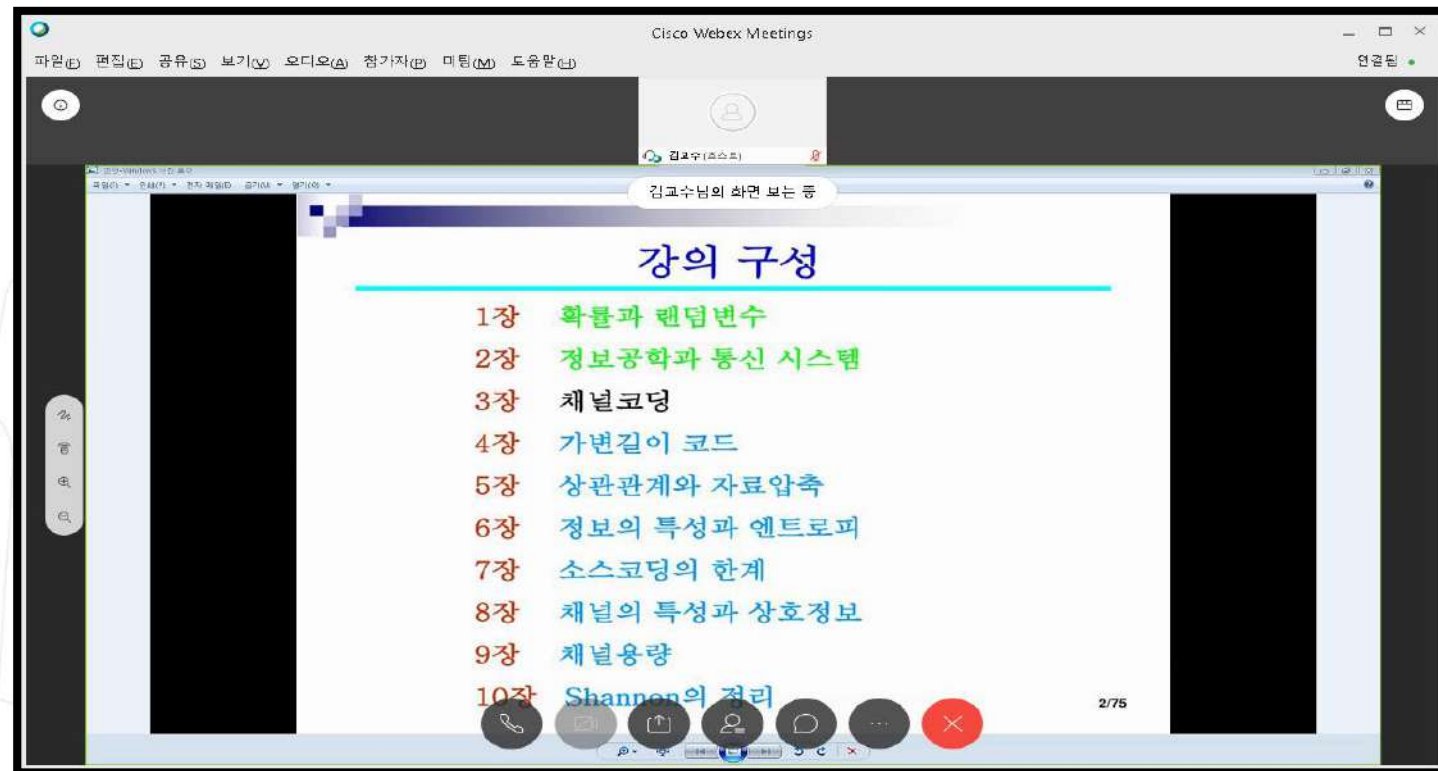 Cisco Webex Meetings
파일(F) 편집(E) 공유(S) 보기(V) 오디오(A) 참가자(P) 미팅(M) 도움말(H)
연결됨
김교수(호스트)
김교수님의 화면 보는 중
강의 구성
1장 확률과 랜덤변수
2장 정보공학과 통신 시스템
3장 채널코딩
4장 가변길이 코드
5장 상관관계와 자료압축
6장 정보의 특성과 엔트로피
7장 소스코딩의 한계
8장 채널의 특성과 상호정보
9장 채널용량
10장 Shannon의 정리
2/75